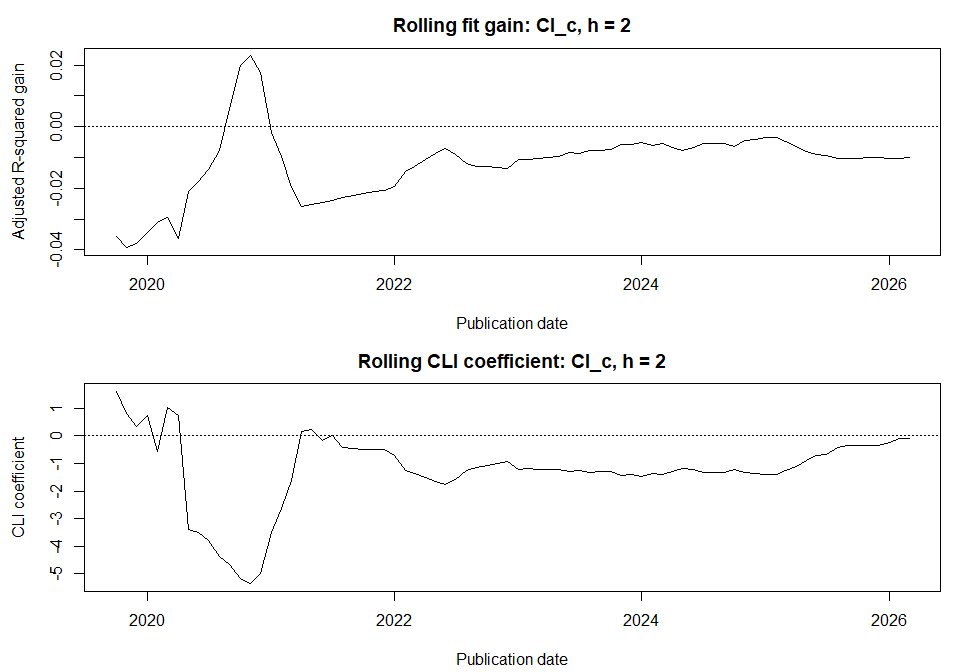 Rolling fit gain: CI_c, h = 2
Adjusted R-squared gain
0.02
0.00
-0.02
-0.04
2020 2022 2024 2026
Publication date
Rolling CLI coefficient: CI_c, h = 2
CLI coefficient
1
0
-1
-2
-3
-4
-5
2020 2022 2024 2026
Publication date